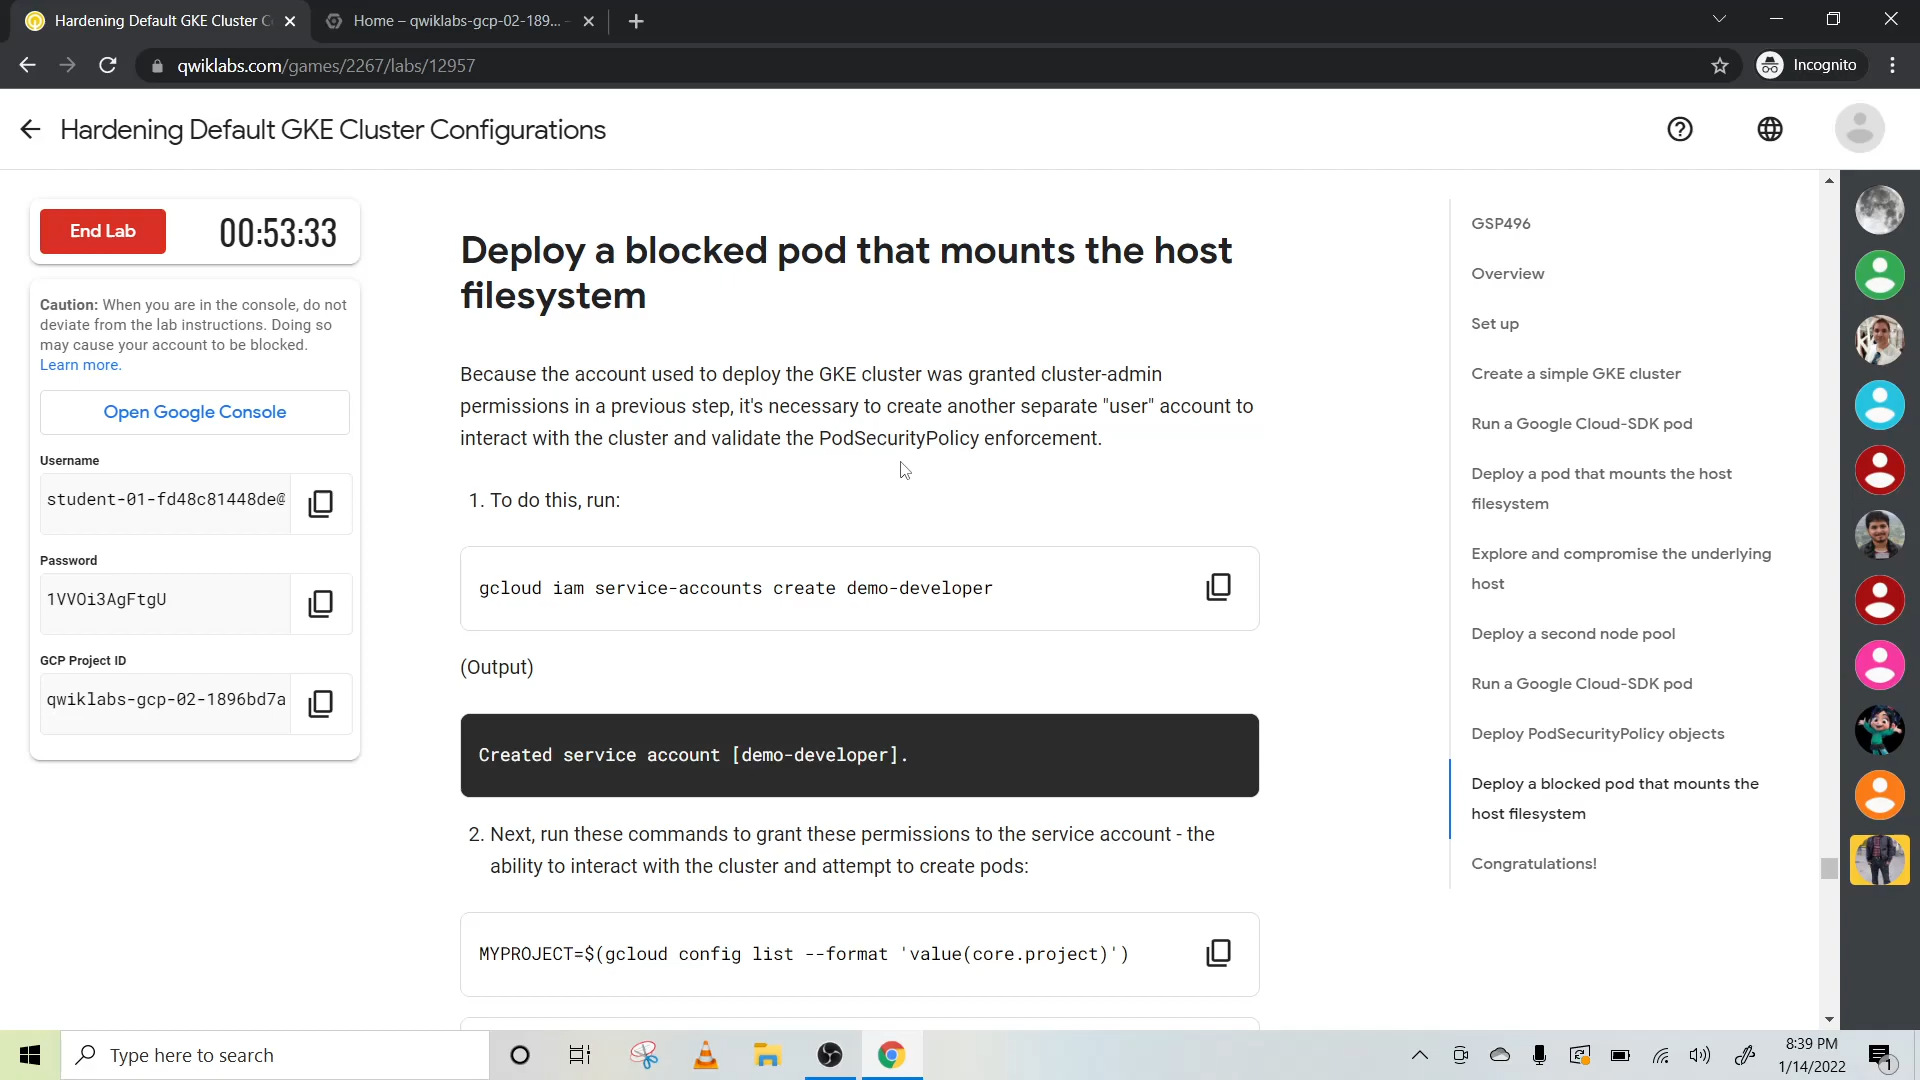 Hardening Default GKE Cluster C
Home – qwiklabs-gcp-02-189... –
qwiklabs.com/games/2267/labs/12957
Incognito
Hardening Default GKE Cluster Configurations
End Lab
00:53:33
Caution: When you are in the console, do not
deviate from the lab instructions. Doing so
may cause your account to be blocked.
Learn more.
Open Google Console
Username
student-01-fd48c81448de@
Password
1VVOi3AgFtgU
GCP Project ID
qwiklabs-gcp-02-1896bd7a
Deploy a blocked pod that mounts the host
filesystem
Because the account used to deploy the GKE cluster was granted cluster-admin
permissions in a previous step, it's necessary to create another separate "user" account to
interact with the cluster and validate the PodSecurityPolicy enforcement.
1. To do this, run:
gcloud iam service-accounts create demo-developer
(Output)
Created service account [demo-developer].
2. Next, run these commands to grant these permissions to the service account - the
ability to interact with the cluster and attempt to create pods:
MYPROJECT=$(gcloud config list --format 'value(core.project)')
GSP496
Overview
Set up
Create a simple GKE cluster
Run a Google Cloud-SDK pod
Deploy a pod that mounts the host
filesystem
Explore and compromise the underlying
host
Deploy a second node pool
Run a Google Cloud-SDK pod
Deploy PodSecurityPolicy objects
Deploy a blocked pod that mounts the
host filesystem
Congratulations!
Type here to search
8:39 PM
1/14/2022
1